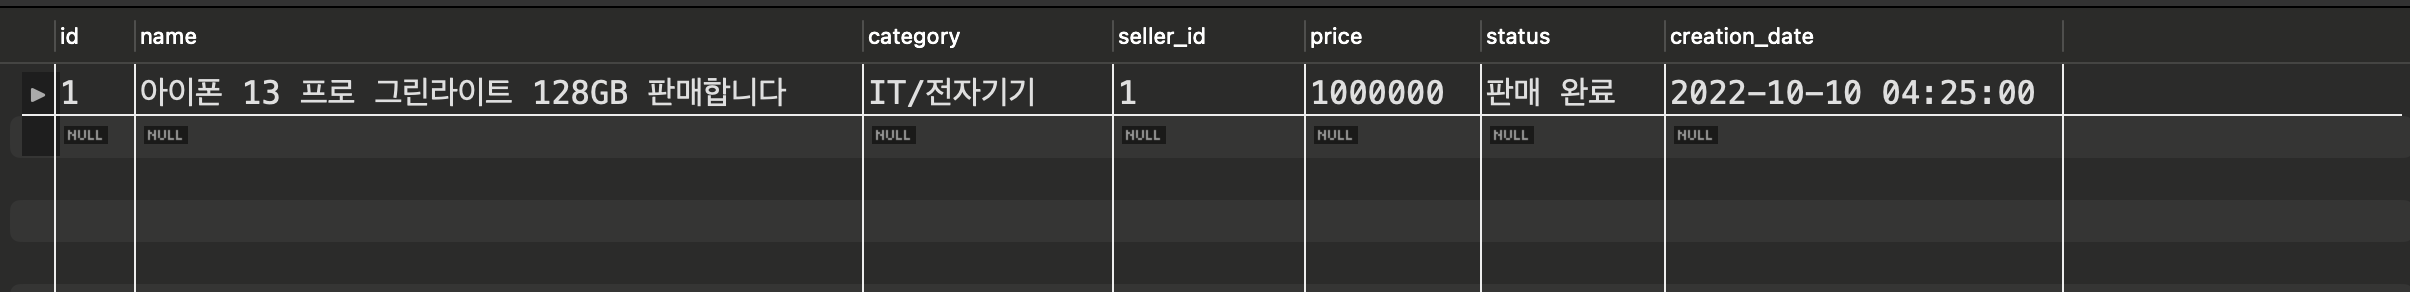 id name category seller_id price status creation_date
1 아이폰 13 프로 그린라이트 128GB 판매합니다 IT/전자기기 1 1000000 판매 완료 2022-10-10 04:25:00
NULL NULL NULL NULL NULL NULL NULL